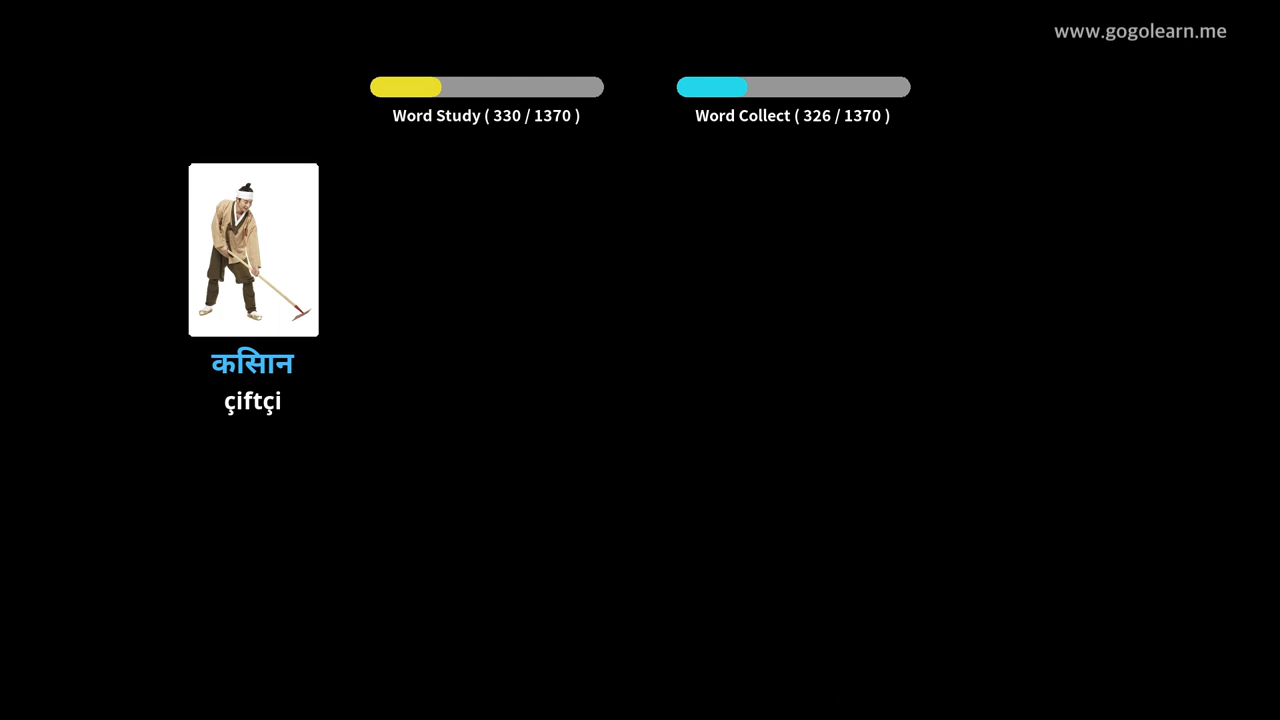 www.gogolearn.me
Word Study ( 330 / 1370 )
Word Collect ( 326 / 1370 )
किसान
çiftçi